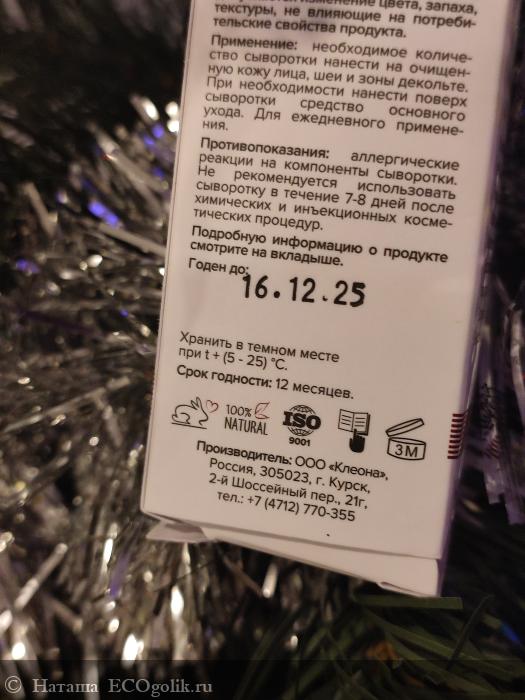 изменение цвета, запаха,
текстуры, не влияющие на потреби-
тельские свойства продукта.
Применение: необходимое количе-
ство сыворотки нанести на очищен-
ную кожу лица, шеи и зоны декольте.
При необходимости нанести поверх
сыворотки средство основного
ухода. Для ежедневного примене-
ния.
Противопоказания: аллергические
реакции на компоненты сыворотки.
Не рекомендуется использовать
сыворотку в течение 7-8 дней после
химических и инъекционных косме-
тических процедур.
Подробную информацию о продукте
смотрите на вкладыше.
Годен до:
16.12.25
Хранить в темном месте
при t + (5 - 25) °C.
Срок годности: 12 месяцев.
100%
NATURAL
ISO
9001
3М
Производитель: ООО «Клеона»,
Россия, 305023, г. Курск,
2-й Шоссейный пер., 21г,
тел.: +7 (4712) 770-355
© Наташа ECOgolik.ru